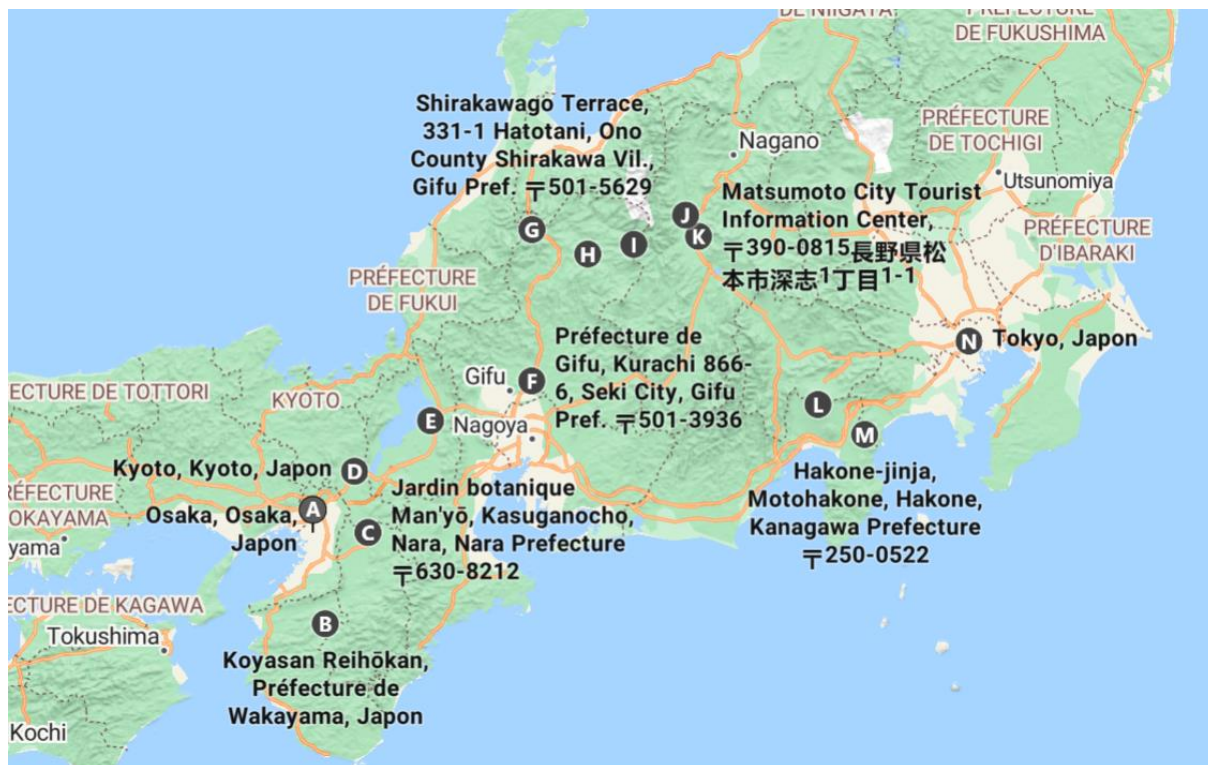 DE NIIGATA
PRÉFECTURE
DE FUKUSHIMA
Shirakawago Terrace,
331-1 Hatotani, Ono
County Shirakawa Vil.,
Gifu Pref. 〒501-5629
PRÉFECTURE
DE TOCHIGI
Nagano
Utsunomiya
Matsumoto City Tourist
Information Center,
〒390-0815長野県松
本市深志1丁目1-1
J
K
G
H
I
PRÉFECTURE
D'IBARAKI
PRÉFECTURE
DE FUKUI
Préfecture de
Gifu, Kurachi 866-
6, Seki City, Gifu
Pref. 〒501-3936
N
Tokyo, Japon
Gifu
F
ECTURE DE TOTTORI
KYOTO
E
Nagoya
L
M
Kyoto, Kyoto, Japon
D
Hakone-jinja,
Motohakone, Hakone,
Kanagawa Prefecture
〒250-0522
RÉFECTURE
OKAYAMA
yama
Osaka, Osaka,
Japon
A
C
Jardin botanique
Man'yō, Kasuganocho,
Nara, Nara Prefecture
〒630-8212
ECTURE DE KAGAWA
Tokushima
B
Koyasan Reihōkan,
Préfecture de
Wakayama, Japon
Kochi